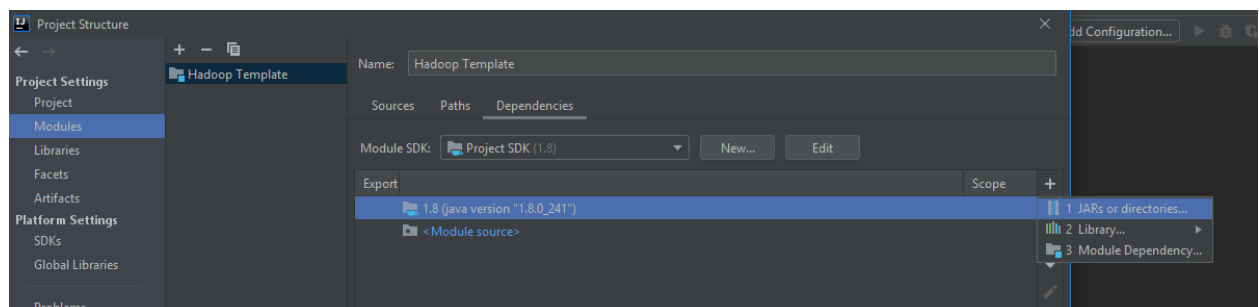 Project Structure
dd Configuration...
Project Settings
Project
Modules
Libraries
Facets
Artifacts
Platform Settings
SDKs
Global Libraries
Problems
Hadoop Template
Name: Hadoop Template
Sources Paths Dependencies
Module SDK: Project SDK (1.8) New... Edit
Export Scope
1.8 (java version "1.8.0_241")
<Module source>
1 JARs or directories...
2 Library...
3 Module Dependency...